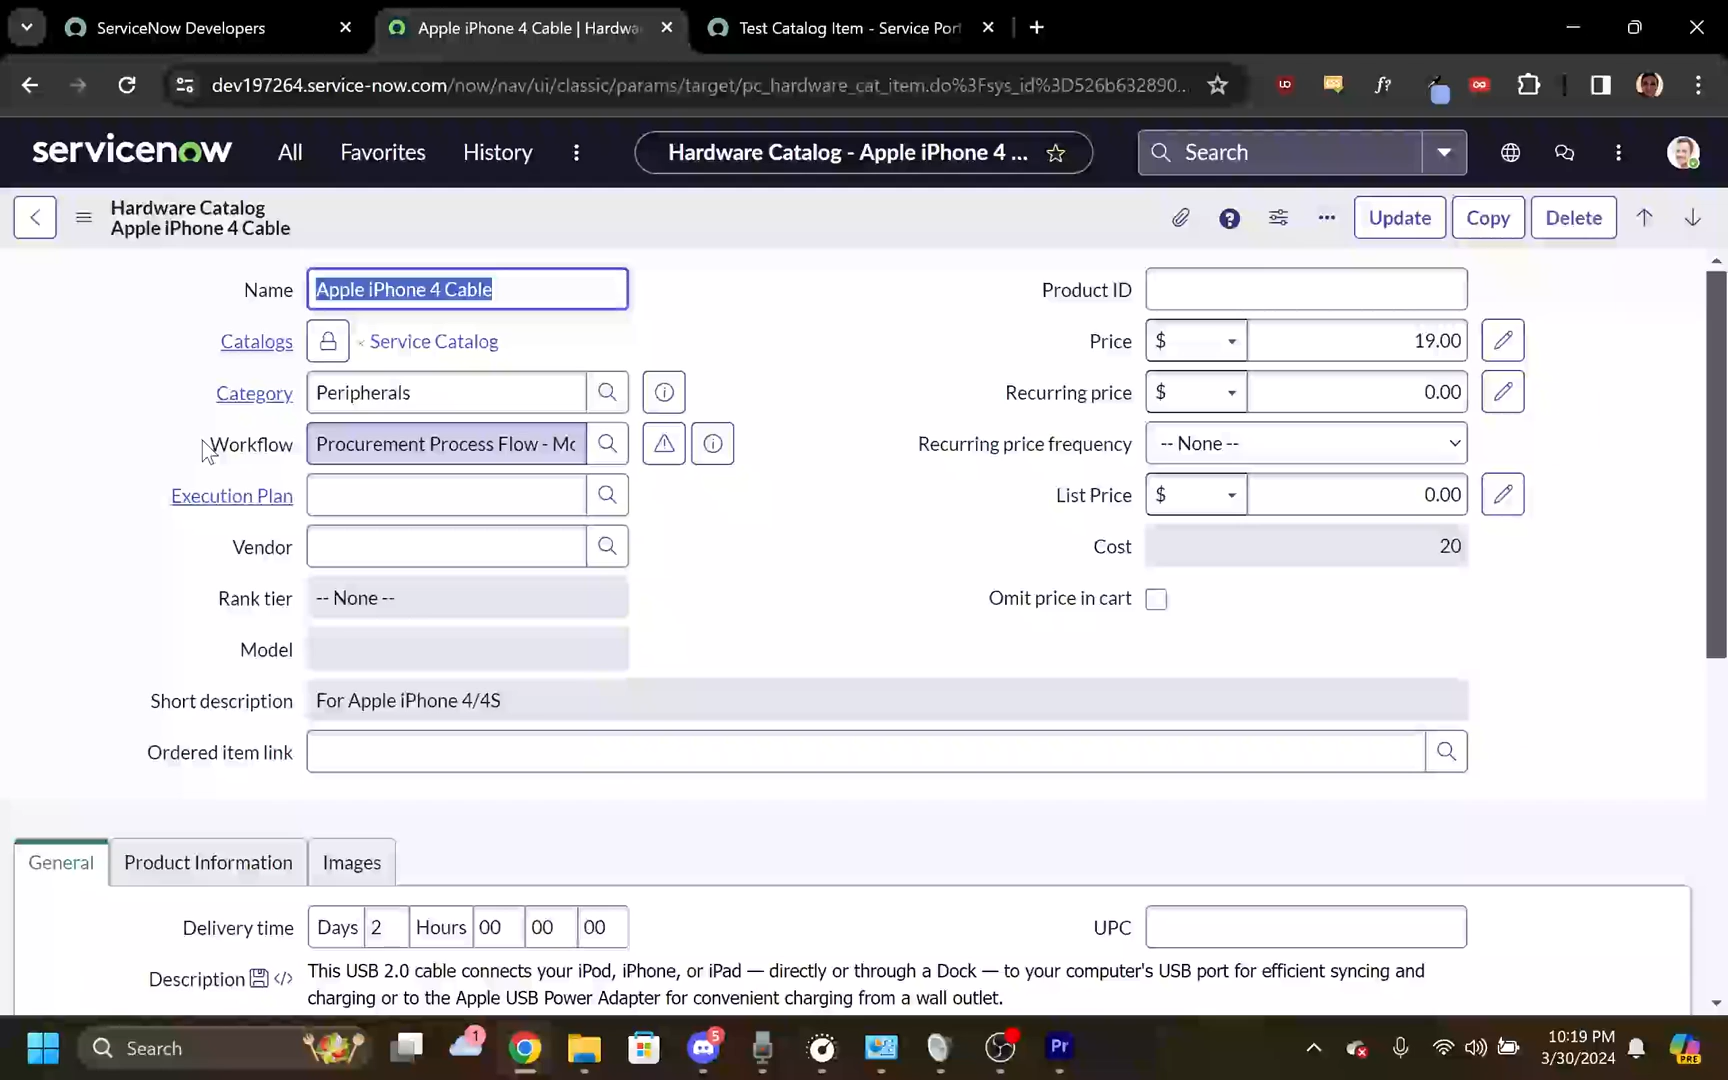 ServiceNow Developers
Apple iPhone 4 Cable | Hardwa
Test Catalog Item - Service Port
dev197264.service-now.com/now/nav/ui/classic/params/target/pc_hardware_cat_item.do%3Fsys_id%3D526b632890...
servicenow
All
Favorites
History
Hardware Catalog - Apple iPhone 4 ...
Search
Hardware Catalog
Apple iPhone 4 Cable
Update
Copy
Delete
Name
Apple iPhone 4 Cable
Product ID
Catalogs
Service Catalog
Price
$
19.00
Category
Peripherals
Recurring price
$
0.00
Workflow
Procurement Process Flow - Mo
Recurring price frequency
-- None --
Execution Plan
List Price
$
0.00
Vendor
Cost
20
Rank tier
-- None --
Omit price in cart
Model
Short description
For Apple iPhone 4/4S
Ordered item link
General
Product Information
Images
Delivery time
Days 2 Hours 00 00 00
UPC
Description
This USB 2.0 cable connects your iPod, iPhone, or iPad — directly or through a Dock — to your computer's USB port for efficient syncing and
charging or to the Apple USB Power Adapter for convenient charging from a wall outlet.
Search
1
5
Pr
10:19 PM
3/30/2024
PRE